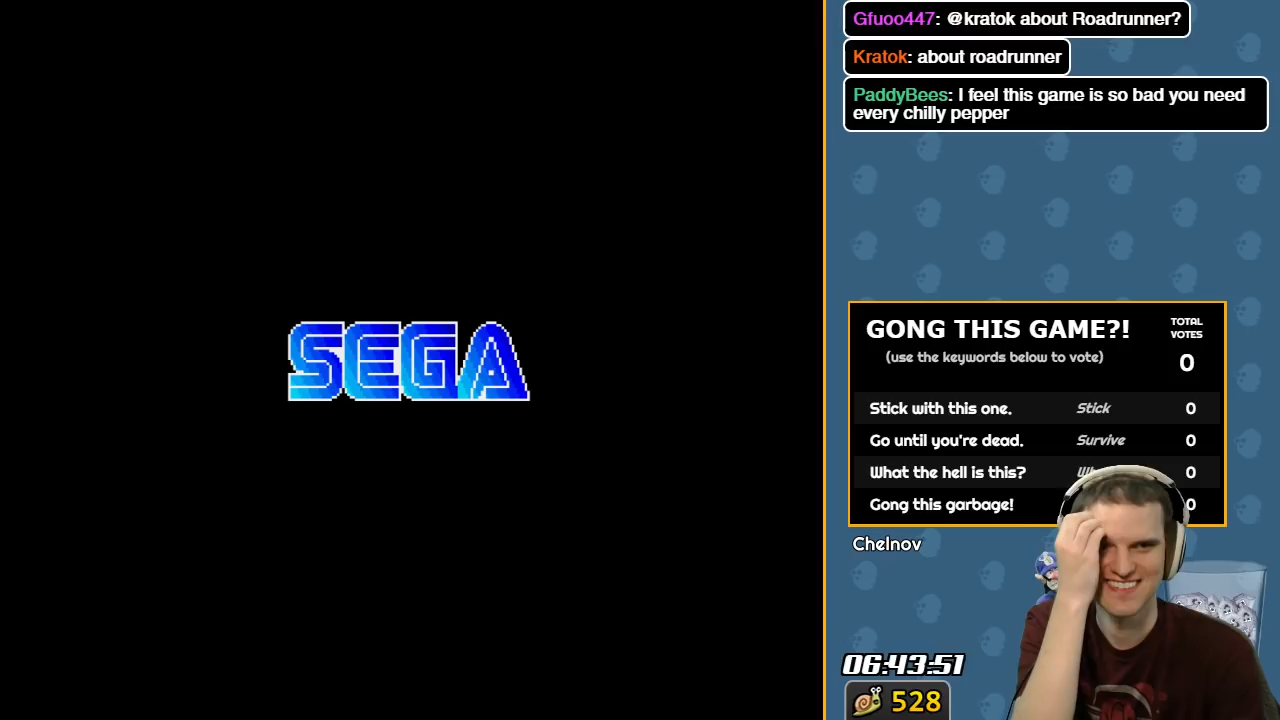 Gfuoo447: @kratok about Roadrunner?
Kratok: about roadrunner
PaddyBees: I feel this game is so bad you need
every chilly pepper
SEGA
GONG THIS GAME?!
TOTAL
VOTES
(use the keywords below to vote)
0
Stick with this one. Stick 0
Go until you're dead. Survive 0
What the hell is this? 0
Gong this garbage! 0
Chelnov
06:43:51
528